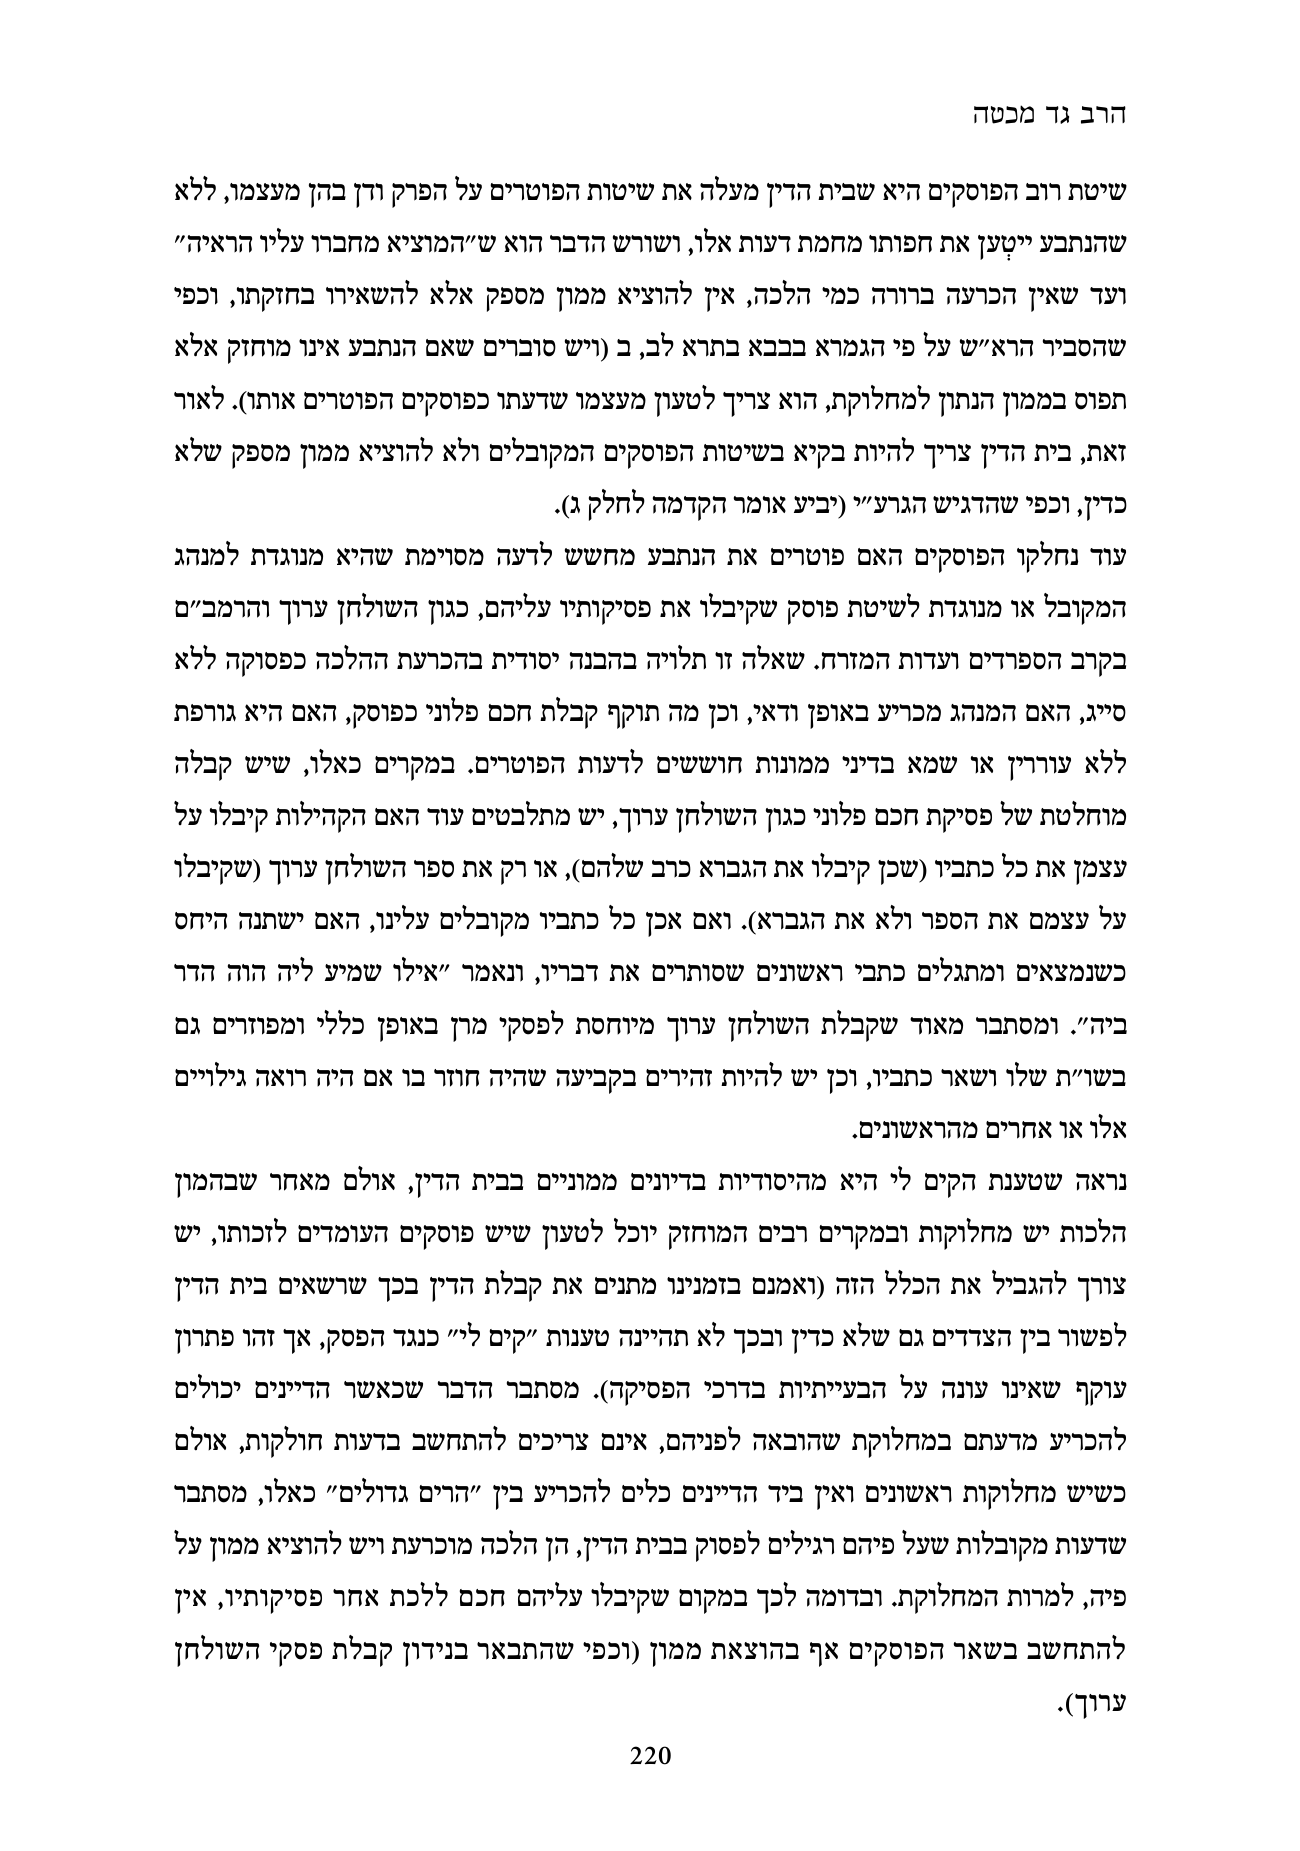 הרב גד מכטה
שיטת רוב הפוסקים היא שבית הדין מעלה את שיטות הפוטרים על הפרק ודן בהן מעצמו, ללא
שהנתבע ייטְען את חפותו מחמת דעות אלו, ושורש הדבר הוא ש״המוציא מחברו עליו הראיה״
ועד שאין הכרעה ברורה כמי הלכה, אין להוציא ממון מספק אלא להשאירו בחזקתו, וכפי
שהסביר הרא״ש על פי הגמרא בבבא בתרא לב, ב (ויש סוברים שאם הנתבע אינו מוחזק אלא
תפוס בממון הנתון למחלוקת, הוא צריך לטעון מעצמו שדעתו כפוסקים הפוטרים אותו). לאור
זאת, בית הדין צריך להיות בקיא בשיטות הפוסקים המקובלים ולא להוציא ממון מספק שלא
כדין, וכפי שהדגיש הגרע״י (יביע אומר הקדמה לחלק ג).
עוד נחלקו הפוסקים האם פוטרים את הנתבע מחשש לדעה מסוימת שהיא מנוגדת למנהג
המקובל או מנוגדת לשיטת פוסק שקיבלו את פסיקותיו עליהם, כגון השולחן ערוך והרמב״ם
בקרב הספרדים ועדות המזרח. שאלה זו תלויה בהבנה יסודית בהכרעת ההלכה כפסוקה ללא
סייג, האם המנהג מכריע באופן ודאי, וכן מה תוקף קבלת חכם פלוני כפוסק, האם היא גורפת
ללא עוררין או שמא בדיני ממונות חוששים לדעות הפוטרים. במקרים כאלו, שיש קבלה
מוחלטת של פסיקת חכם פלוני כגון השולחן ערוך, יש מתלבטים עוד האם הקהילות קיבלו על
עצמן את כל כתביו (שכן קיבלו את הגברא כרב שלהם), או רק את ספר השולחן ערוך (שקיבלו
על עצמם את הספר ולא את הגברא). ואם אכן כל כתביו מקובלים עלינו, האם ישתנה היחס
כשנמצאים ומתגלים כתבי ראשונים שסותרים את דבריו, ונאמר ״אילו שמיע ליה הוה הדר
ביה״. ומסתבר מאוד שקבלת השולחן ערוך מיוחסת לפסקי מרן באופן כללי ומפוזרים גם
בשו״ת שלו ושאר כתביו, וכן יש להיות זהירים בקביעה שהיה חוזר בו אם היה רואה גילויים
אלו או אחרים מהראשונים.
נראה שטענת הקים לי היא מהיסודיות בדיונים ממוניים בבית הדין, אולם מאחר שבהמון
הלכות יש מחלוקות ובמקרים רבים המוחזק יוכל לטעון שיש פוסקים העומדים לזכותו, יש
צורך להגביל את הכלל הזה (ואמנם בזמנינו מתנים את קבלת הדין בכך שרשאים בית הדין
לפשור בין הצדדים גם שלא כדין ובכך לא תהיינה טענות ״קים לי״ כנגד הפסק, אך זהו פתרון
עוקף שאינו עונה על הבעייתיות בדרכי הפסיקה). מסתבר הדבר שכאשר הדיינים יכולים
להכריע מדעתם במחלוקת שהובאה לפניהם, אינם צריכים להתחשב בדעות חולקות, אולם
כשיש מחלוקות ראשונים ואין ביד הדיינים כלים להכריע בין ״הרים גדולים״ כאלו, מסתבר
שדעות מקובלות שעל פיהם רגילים לפסוק בבית הדין, הן הלכה מוכרעת ויש להוציא ממון על
פיה, למרות המחלוקת. ובדומה לכך במקום שקיבלו עליהם חכם ללכת אחר פסיקותיו, אין
להתחשב בשאר הפוסקים אף בהוצאת ממון (וכפי שהתבאר בנידון קבלת פסקי השולחן
ערוך).
220